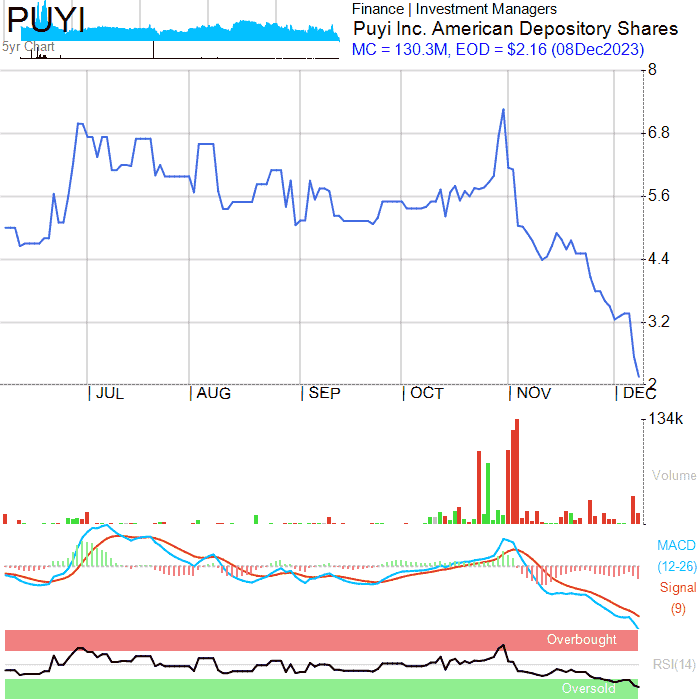 PUYI
5yr Chart
Finance | Investment Managers
Puyi Inc. American Depository Shares
MC = 130.3M, EOD = $2.16 (08Dec2023)
8
6.8
5.6
4.4
3.2
2
JUL AUG SEP OCT NOV DEC
134k
Volume
MACD
(12-26)
Signal
(9)
Overbought
RSI(14)
Oversold